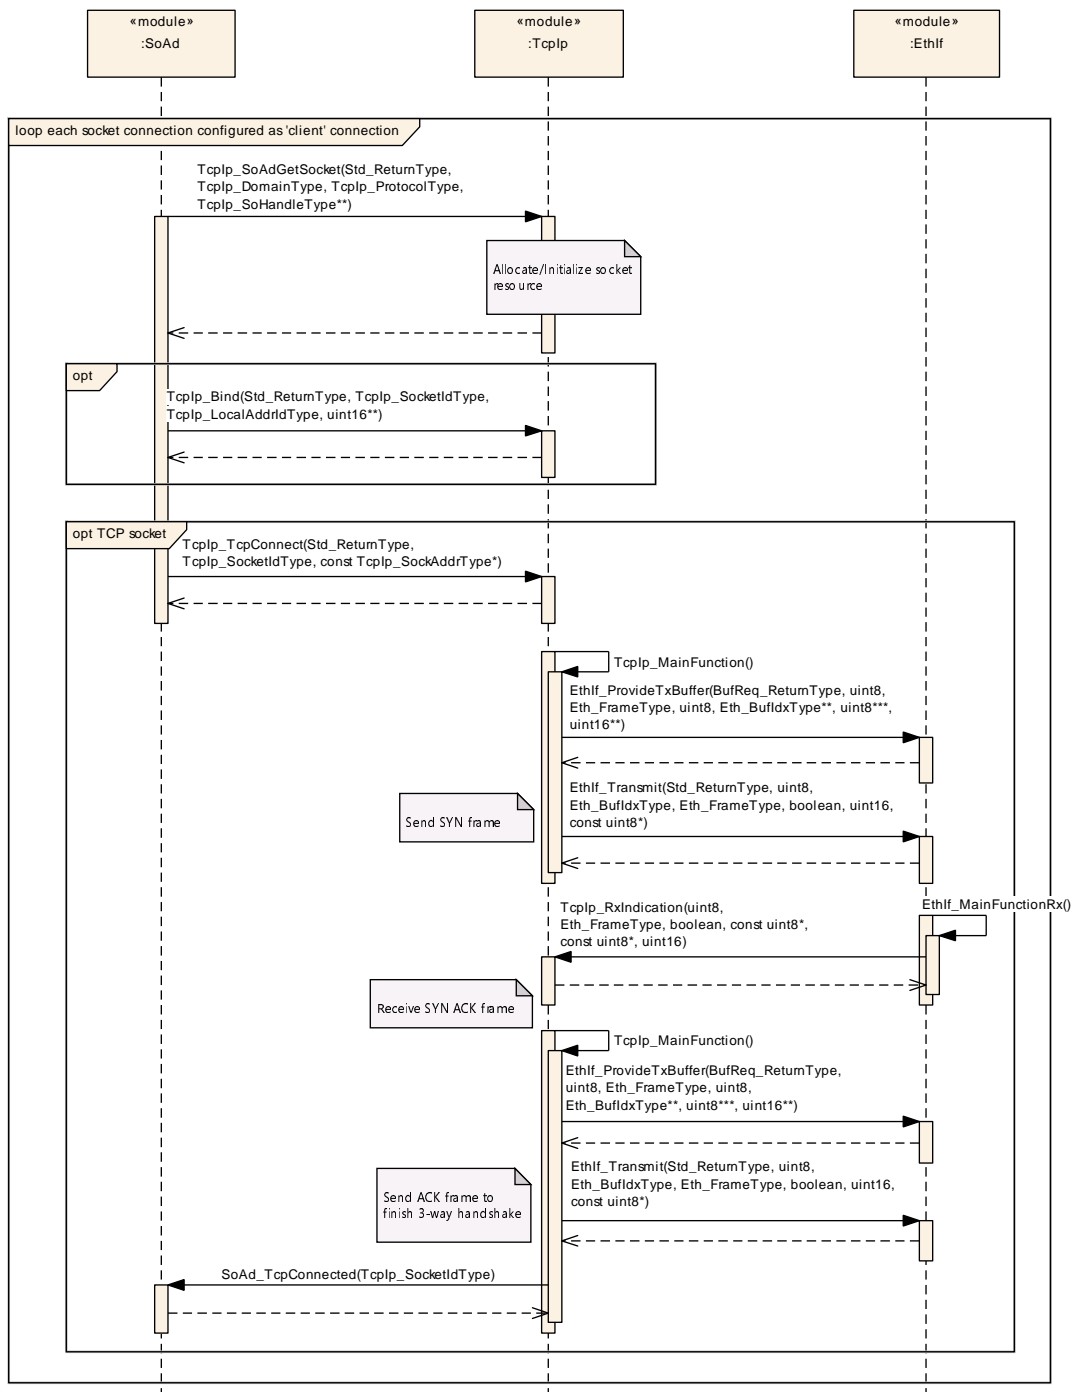 «module»
:SoAd
«module»
:TcpIp
«module»
:EthIf
loop each socket connection configured as 'client' connection
TcpIp_SoAdGetSocket(Std_ReturnType,
TcpIp_DomainType, TcpIp_ProtocolType,
TcpIp_SoHandleType**)
Allocate/Initialize socket
resource
opt
TcpIp_Bind(Std_ReturnType, TcpIp_SocketIdType,
TcpIp_LocalAddrIdType, uint16**)
opt TCP socket
TcpIp_TcpConnect(Std_ReturnType,
TcpIp_SocketIdType, const TcpIp_SockAddrType*)
TcpIp_MainFunction()
EthIf_ProvideTxBuffer(BufReq_ReturnType, uint8,
Eth_FrameType, uint8, Eth_BufIdxType**, uint8***,
uint16**)
EthIf_Transmit(Std_ReturnType, uint8,
Eth_BufIdxType, Eth_FrameType, boolean, uint16,
const uint8*)
Send SYN frame
EthIf_MainFunctionRx()
TcpIp_RxIndication(uint8,
Eth_FrameType, boolean, const uint8*,
const uint8*, uint16)
Receive SYN ACK frame
TcpIp_MainFunction()
EthIf_ProvideTxBuffer(BufReq_ReturnType,
uint8, Eth_FrameType, uint8,
Eth_BufIdxType**, uint8***, uint16**)
EthIf_Transmit(Std_ReturnType, uint8,
Eth_BufIdxType, Eth_FrameType, boolean, uint16,
const uint8*)
Send ACK frame to
finish 3-way handshake
SoAd_TcpConnected(TcpIp_SocketIdType)